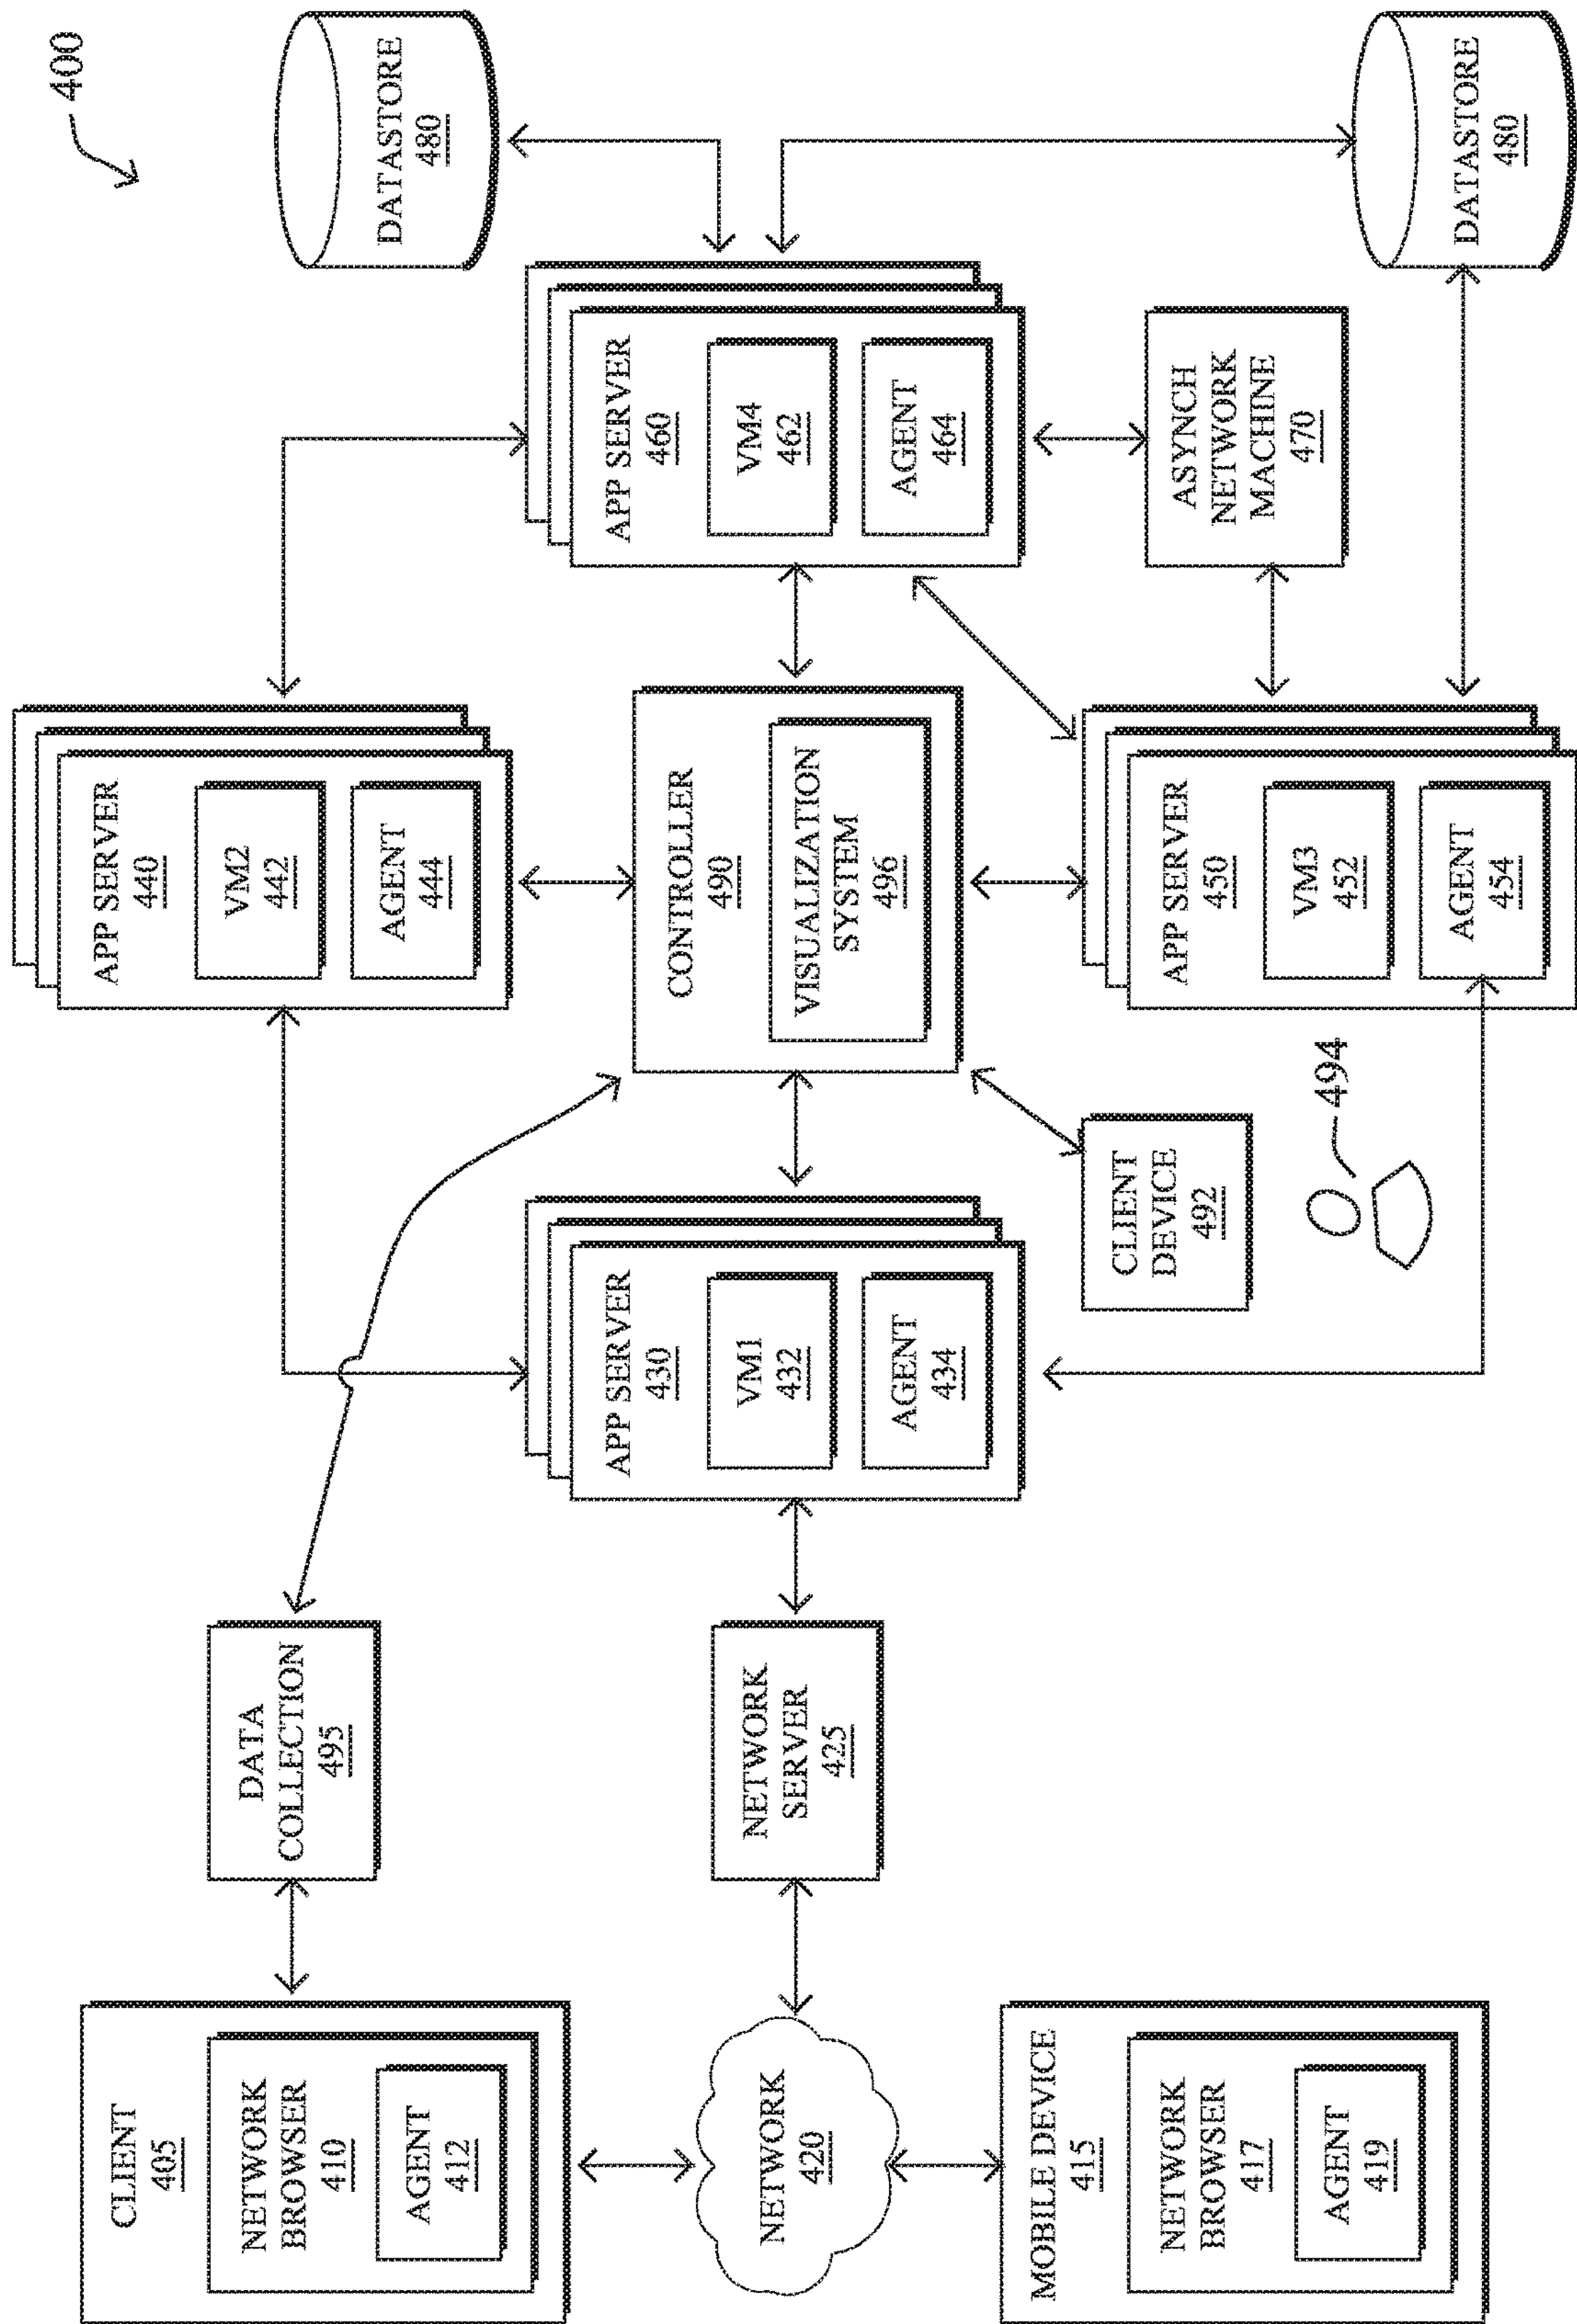 400
CLIENT
405
NETWORK
BROWSER
410
AGENT
412
DATA
COLLECTION
495
NETWORK
420
NETWORK
SERVER
425
MOBILE DEVICE
415
NETWORK
BROWSER
417
AGENT
419
APP SERVER
430
VM1
432
AGENT
434
APP SERVER
440
VM2
442
AGENT
444
CONTROLLER
490
VISUALIZATION
SYSTEM
496
CLIENT
DEVICE
492
494
APP SERVER
450
VM3
452
AGENT
454
APP SERVER
460
VM4
462
AGENT
464
ASYNCH
NETWORK
MACHINE
470
DATASTORE
480
DATASTORE
480